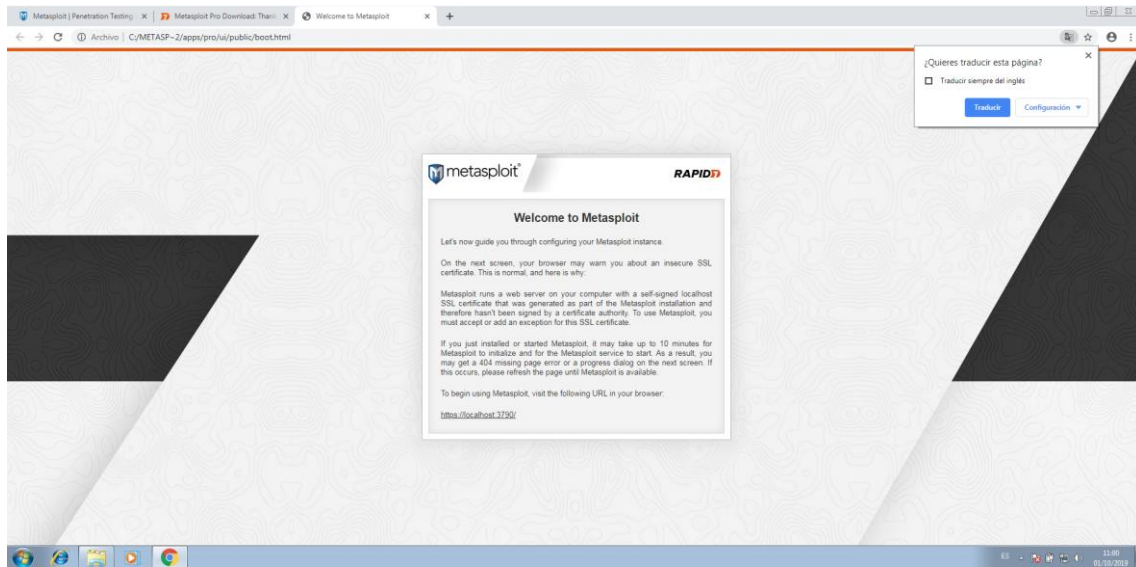 Metasploit | Penetration Testing
Metasploit Pro Download: Than
Welcome to Metasploit
Archivo | C:/METASP~2/apps/pro/ui/public/boot.html
¿Quieres traducir esta página?
Traducir siempre del inglés
Traducir Configuración
metasploit®
RAPID7
Welcome to Metasploit
Let's now guide you through configuring your Metasploit instance.
On the next screen, your browser may warn you about an insecure SSL
certificate. This is normal, and here is why:
Metasploit runs a web server on your computer with a self-signed localhost
SSL certificate that was generated as part of the Metasploit installation and
therefore hasn't been signed by a certificate authority. To use Metasploit, you
must accept or add an exception for this SSL certificate.
If you just installed or started Metasploit, it may take up to 10 minutes for
Metasploit to initialize and for the Metasploit service to start. As a result, you
may get a 404 missing page error or a progress dialog on the next screen. If
this occurs, please refresh the page until Metasploit is available.
To begin using Metasploit, visit the following URL in your browser:
https://localhost:3790/
ES
11:00
01/10/2019